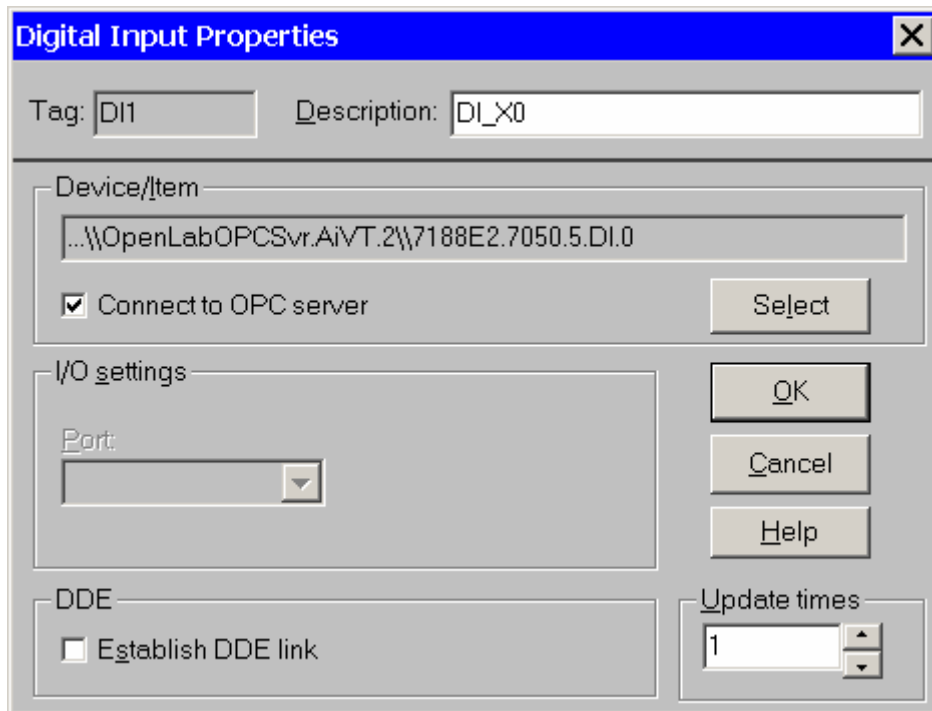 Digital Input Properties
Tag: DI1 Description: DI_X0
Device/Item
...\\OpenLabOPCSvr.AiVT.2\\7188E2.7050.5.DI.0
Connect to OPC server Select
I/O settings
OK
Port:
Cancel
Help
DDE Update times
Establish DDE link 1